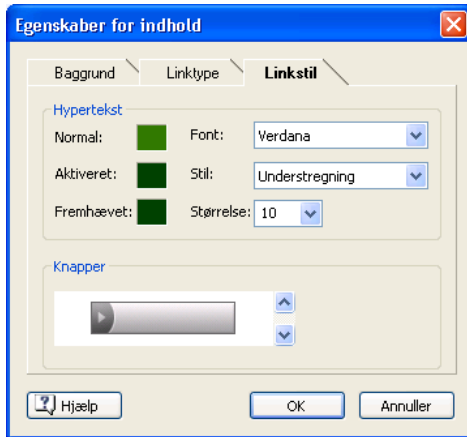 Egenskaber for indhold
Baggrund Linktype Linkstil
Hypertekst
Normal: Font: Verdana
Aktiveret: Stil: Understregning
Fremhævet: Størrelse: 10
Knapper
Hjælp OK Annuller